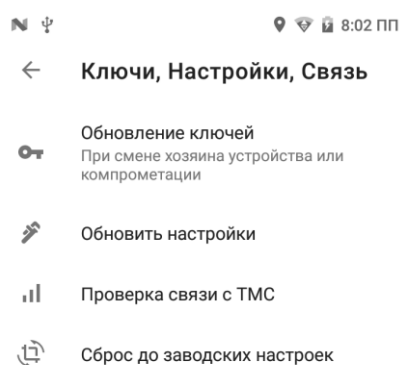 8:02 ПП
Ключи, Настройки, Связь
Обновление ключей
При смене хозяина устройства или
компрометации
Обновить настройки
Проверка связи с ТМС
Сброс до заводских настроек